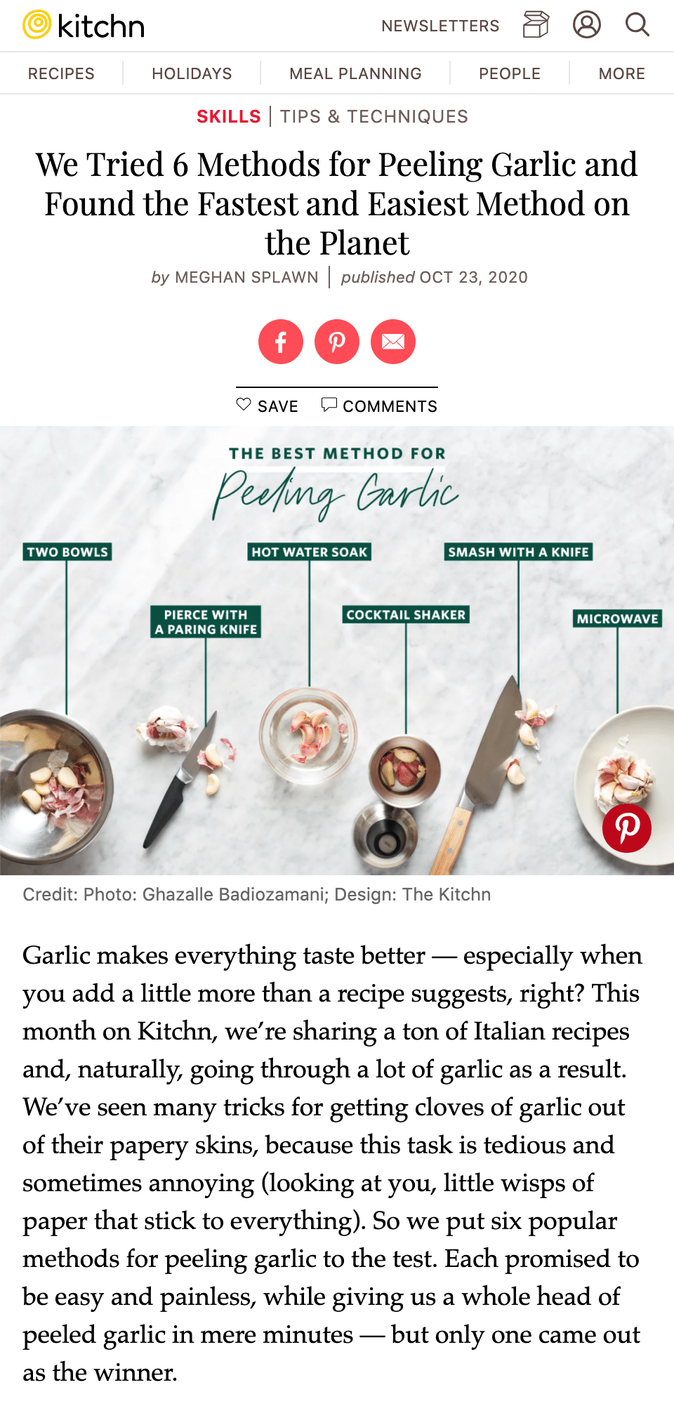 kitchn
NEWSLETTERS
RECIPES
HOLIDAYS
MEAL PLANNING
PEOPLE
MORE
SKILLS | TIPS & TECHNIQUES
We Tried 6 Methods for Peeling Garlic and
Found the Fastest and Easiest Method on
the Planet
by MEGHAN SPLAWN | published OCT 23, 2020
SAVE
COMMENTS
THE BEST METHOD FOR
Peeling Garlic
TWO BOWLS
HOT WATER SOAK
SMASH WITH A KNIFE
PIERCE WITH
A PARING KNIFE
COCKTAIL SHAKER
MICROWAVE
Credit: Photo: Ghazalle Badiozamani; Design: The Kitchn
Garlic makes everything taste better — especially when
you add a little more than a recipe suggests, right? This
month on Kitchn, we’re sharing a ton of Italian recipes
and, naturally, going through a lot of garlic as a result.
We’ve seen many tricks for getting cloves of garlic out
of their papery skins, because this task is tedious and
sometimes annoying (looking at you, little wisps of
paper that stick to everything). So we put six popular
methods for peeling garlic to the test. Each promised to
be easy and painless, while giving us a whole head of
peeled garlic in mere minutes — but only one came out
as the winner.